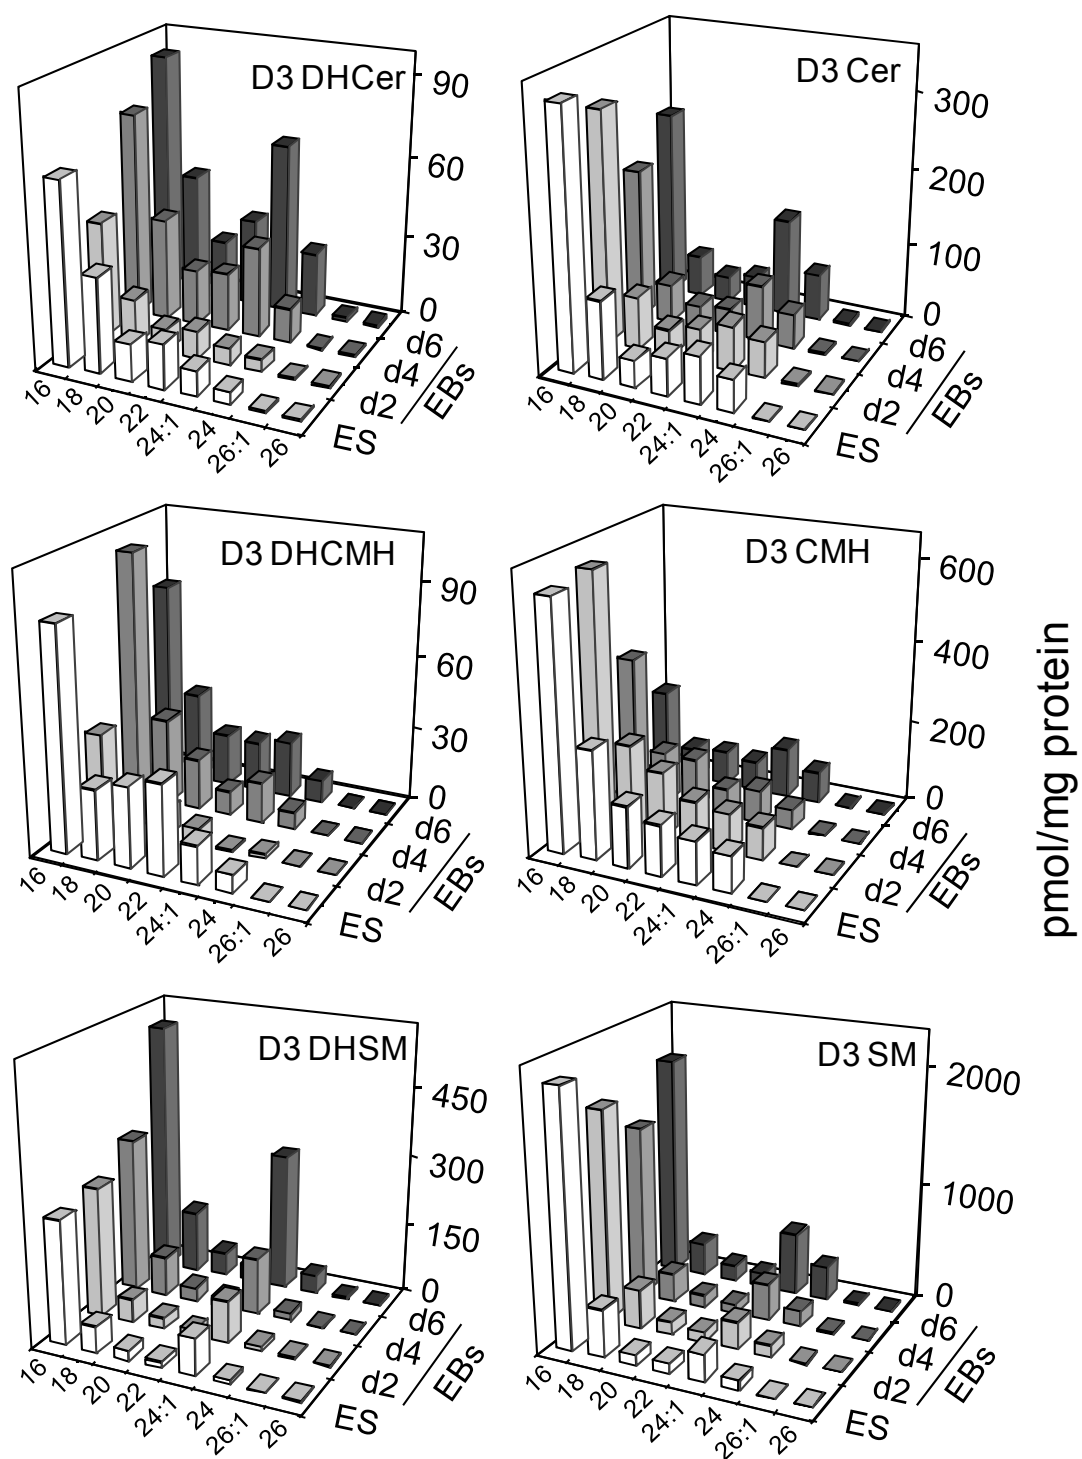 D3 DHCer
90
60
30
0
d6
d4
d2
EBs
ES
16
18
20
22
24:1
24
26:1
26
D3 Cer
300
200
100
0
d6
d4
d2
EBs
ES
16
18
20
22
24:1
24
26:1
26
D3 DHCMH
90
60
30
0
d6
d4
d2
EBs
ES
16
18
20
22
24:1
24
26:1
26
D3 CMH
600
400
200
0
d6
d4
d2
EBs
ES
16
18
20
22
24:1
24
26:1
26
pmol/mg protein
D3 DHSM
450
300
150
0
d6
d4
d2
EBs
ES
16
18
20
22
24:1
24
26:1
26
D3 SM
2000
1000
0
d6
d4
d2
EBs
ES
16
18
20
22
24:1
24
26:1
26